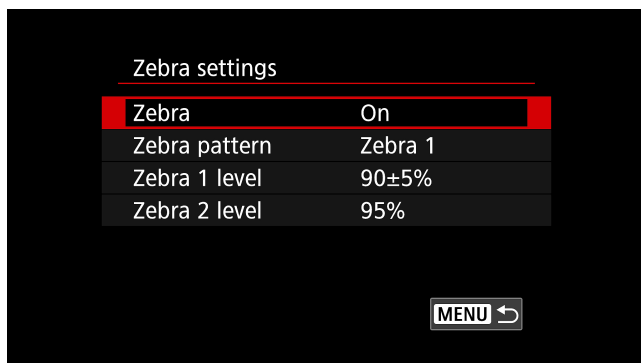 Zebra settings
Zebra On
Zebra pattern Zebra 1
Zebra 1 level 90±5%
Zebra 2 level 95%
MENU